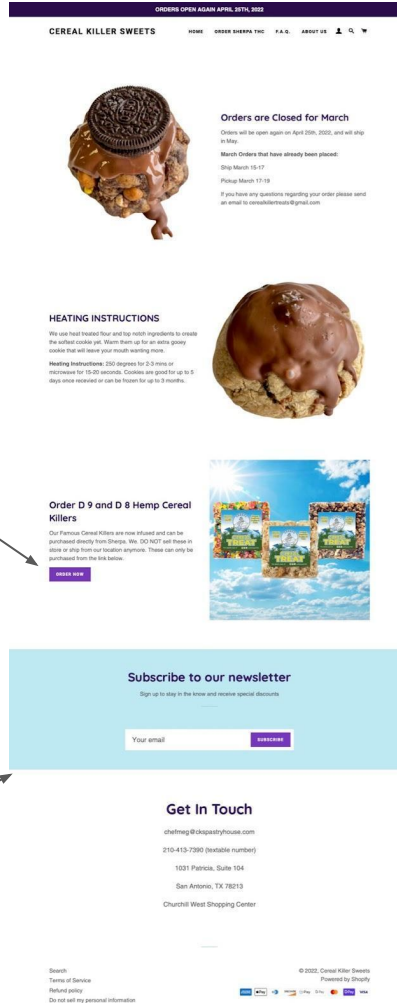 ORDERS OPEN AGAIN APRIL 25TH, 2022
CEREAL KILLER SWEETS
HOME ORDER SHERPA THC F.A.Q. ABOUT US
Orders are Closed for March
Orders will be open again on April 25th, 2022, and will ship
in May.
March Orders that have already been placed:
Ship March 15-17
Pickup March 17-19
If you have any questions regarding your order please send
an email to cerealkillertreats@gmail.com
HEATING INSTRUCTIONS
We use heat treated flour and top notch ingredients to create
the softest cookie yet. Warm them up for an extra gooey
cookie that will leave your mouth wanting more.
Heating Instructions: 250 degrees for 2-3 mins or
microwave for 15-20 seconds. Cookies are good for up to 5
days once recevied or can be frozen for up to 3 months.
Order D 9 and D 8 Hemp Cereal
Killers
Our Famous Cereal Killers are now infused and can be
purchased directly from Sherpa. We. DO NOT sell these in
store or ship from our location anymore. These can only be
purchased from the link below.
ORDER NOW
TREAT
TREAT
TREAT
Subscribe to our newsletter
Sign up to stay in the know and receive special discounts
Your email
SUBSCRIBE
Get In Touch
chefmeg@ckspastryhouse.com
210-413-7390 (textable number)
1031 Patricia, Suite 104
San Antonio, TX 78213
Churchill West Shopping Center
Search
Terms of Service
Refund policy
Do not sell my personal information
© 2022, Cereal Killer Sweets
Powered by Shopify
Pay DISCOVER G Pay Pay VISA